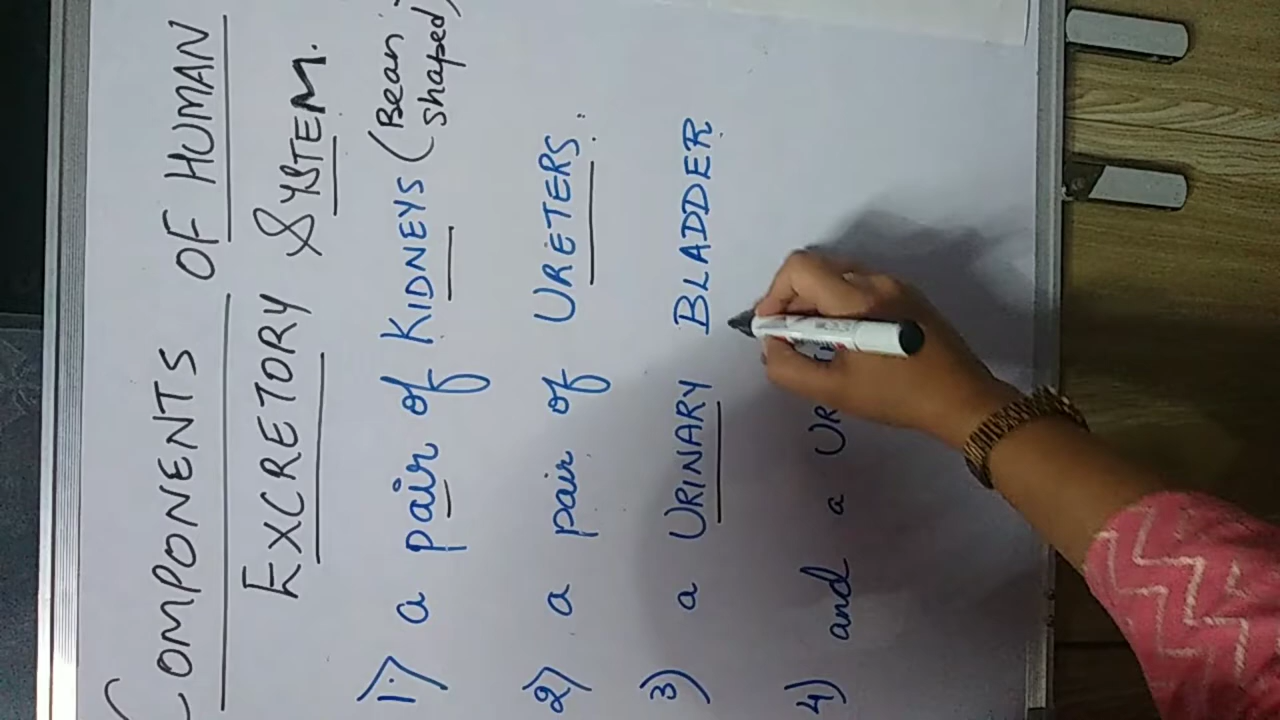 COMPONENTS OF HUMAN
EXCRETORY SYSTEM.
1) a pair of KIDNEYS (Bean-shaped)
2) a pair of URETERS.
3) a URINARY BLADDER
4) and a